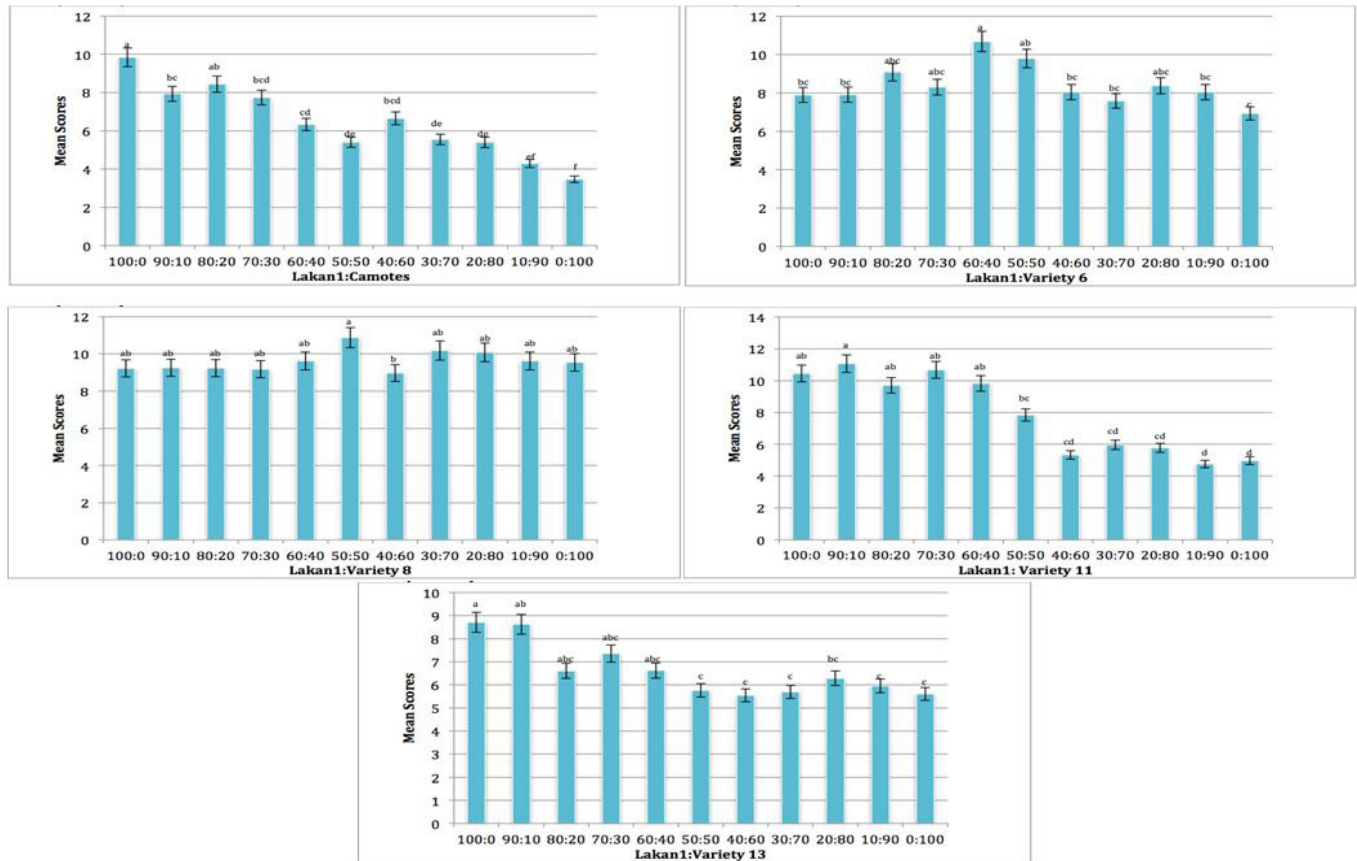 12
10
8
6
4
2
0
Mean Scores
a
bc
ab
bcd
cd
de
bcd
de
de
ef
f
100:0 90:10 80:20 70:30 60:40 50:50 40:60 30:70 20:80 10:90 0:100
Lakan1:Camotes
12
10
8
6
4
2
0
Mean Scores
bc
bc
abc
abc
a
ab
bc
bc
abc
bc
c
100:0 90:10 80:20 70:30 60:40 50:50 40:60 30:70 20:80 10:90 0:100
Lakan1:Variety 6
12
10
8
6
4
2
0
Mean Scores
ab
ab
ab
ab
ab
a
b
ab
ab
ab
ab
100:0 90:10 80:20 70:30 60:40 50:50 40:60 30:70 20:80 10:90 0:100
Lakan1:Variety 8
14
12
10
8
6
4
2
0
Mean Scores
ab
a
ab
ab
ab
bc
cd
cd
cd
d
d
100:0 90:10 80:20 70:30 60:40 50:50 40:60 30:70 20:80 10:90 0:100
Lakan1: Variety 11
10
9
8
7
6
5
4
3
2
1
0
Mean Scores
a
ab
abc
abc
abc
c
c
c
bc
c
c
100:0 90:10 80:20 70:30 60:40 50:50 40:60 30:70 20:80 10:90 0:100
Lakan1:Variety 13